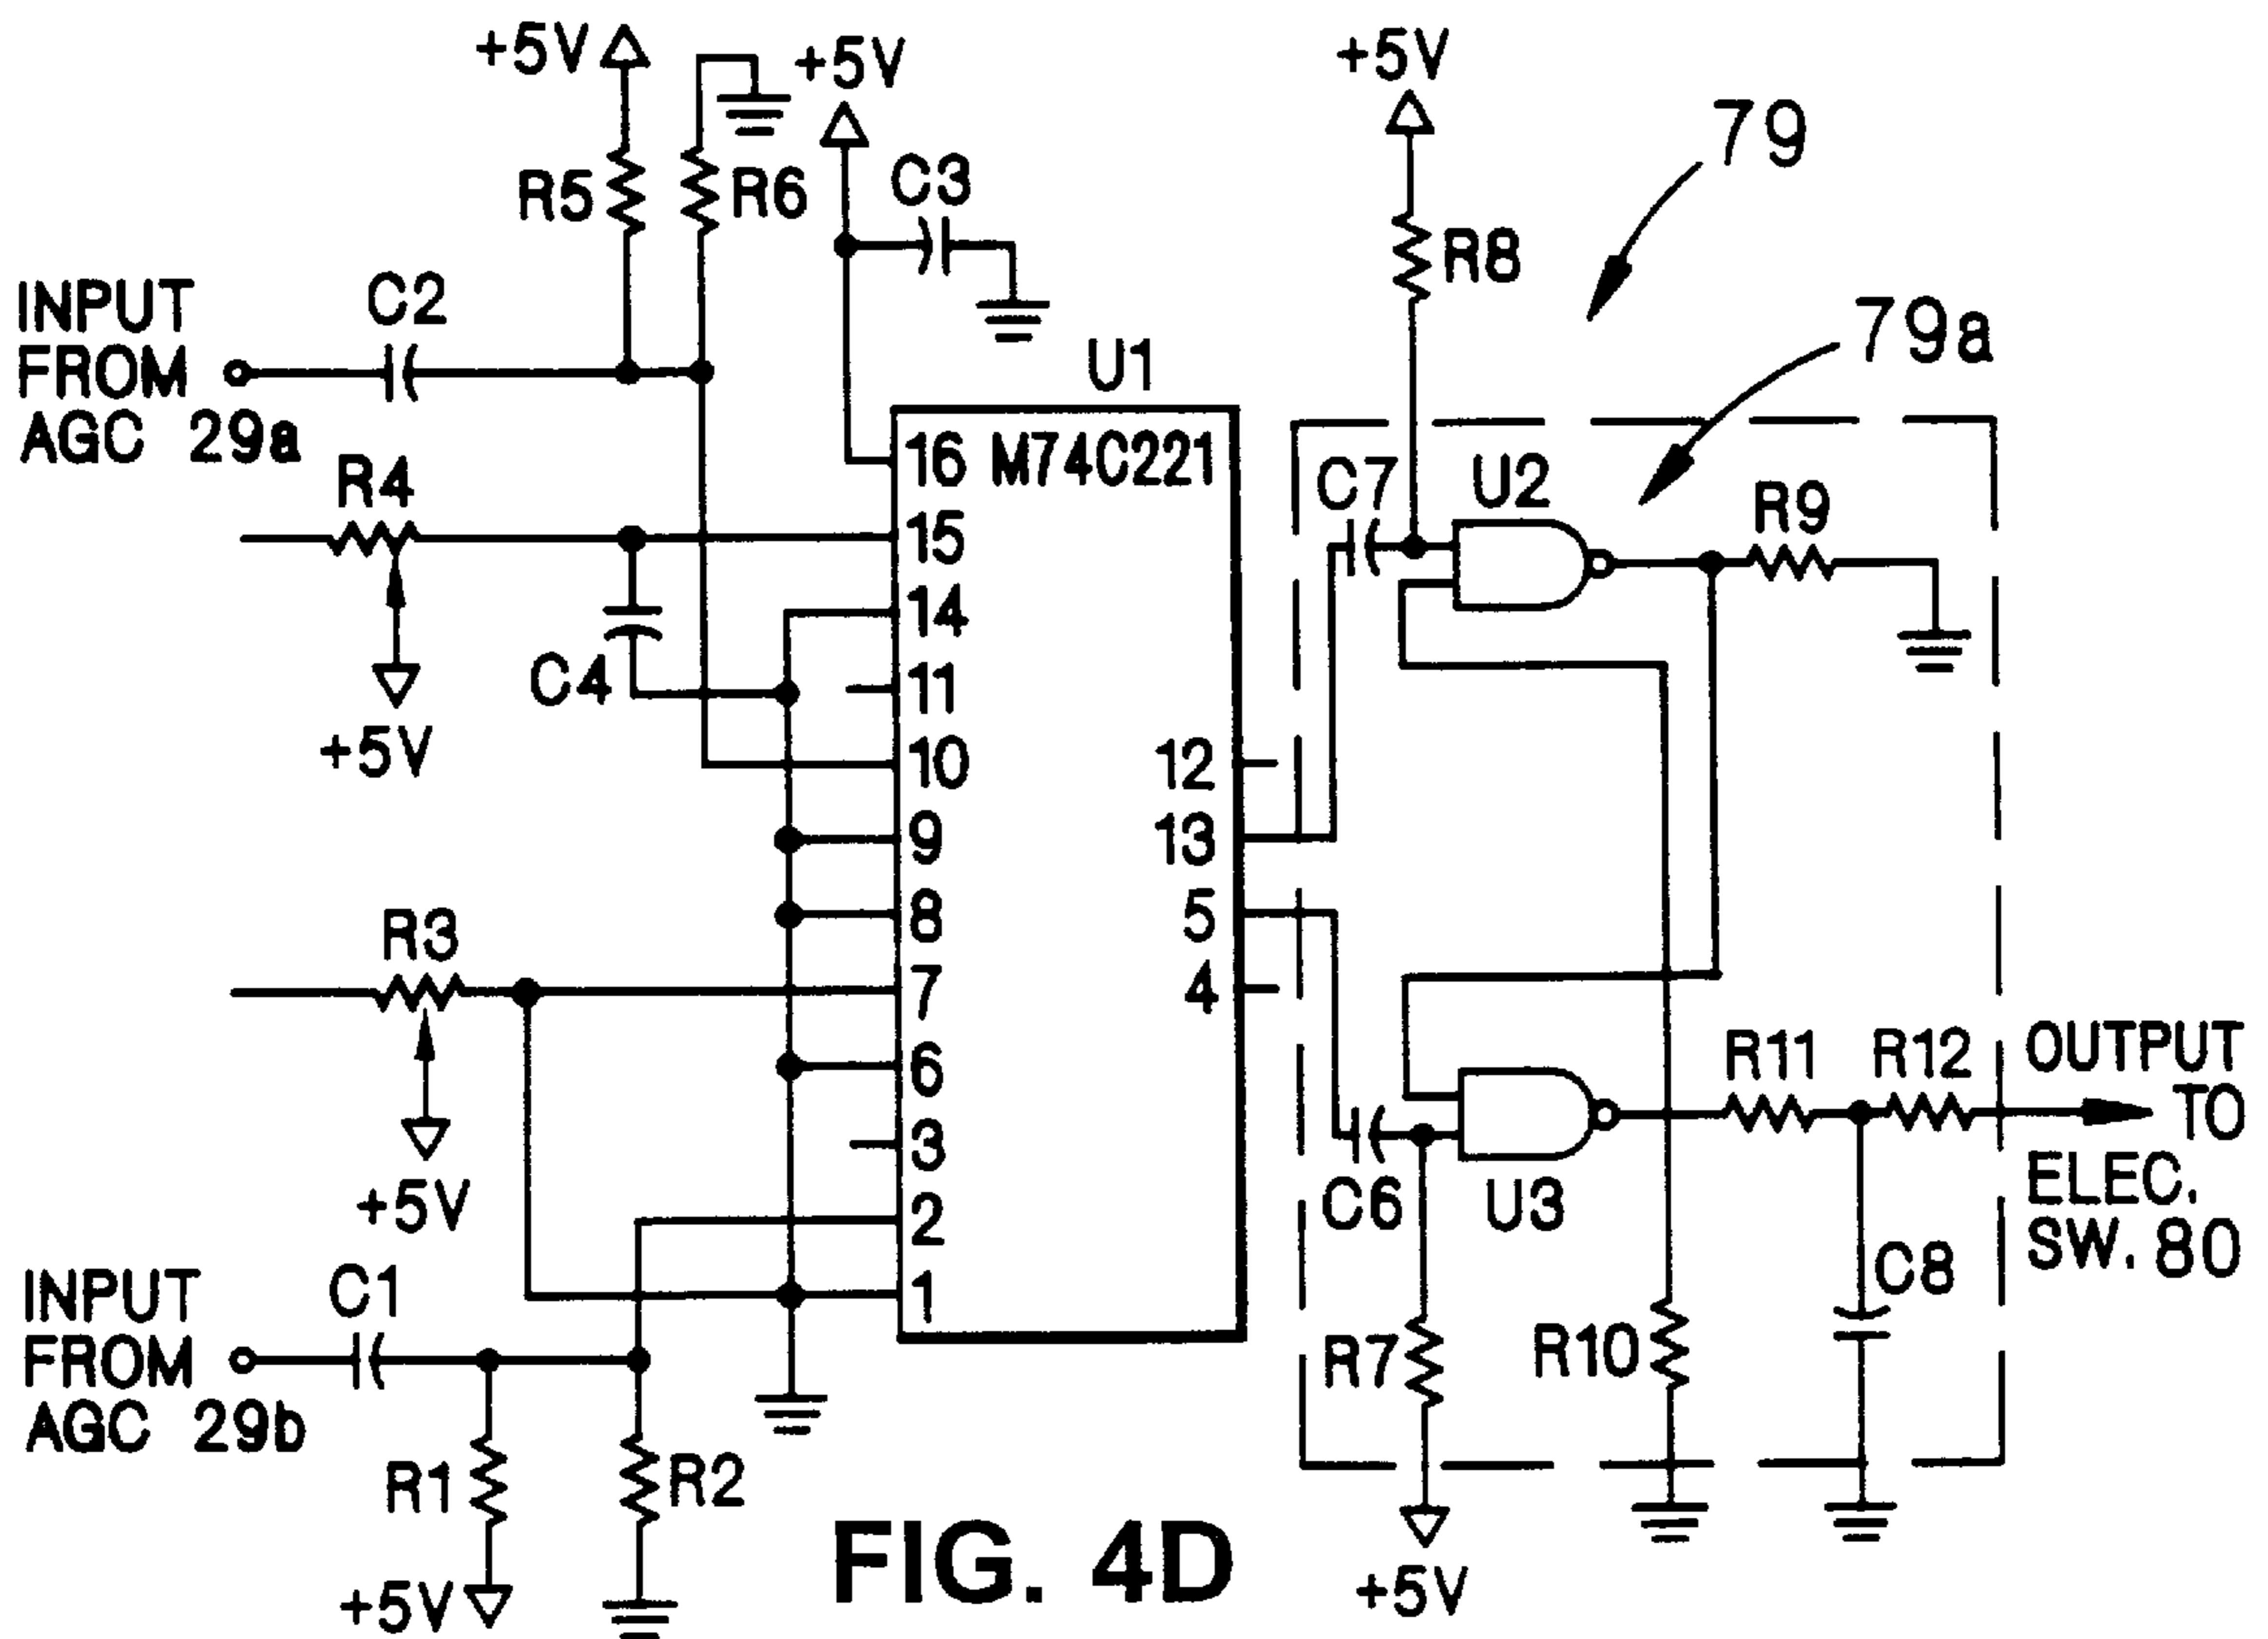 +5V
+5V
+5V
79
R5
R6
C3
R8
INPUT
FROM
AGC 29a
C2
79a
U1
R4
16
M74C221
C7
U2
R9
15
14
C4
11
+5V
10
12
9
13
8
5
R3
7
4
6
R11
R12
OUTPUT
TO
ELEC.
SW. 80
3
+5V
2
C6
U3
C8
INPUT
FROM
AGC 29b
C1
1
R7
R10
R1
R2
+5V
+5V
FIG. 4D